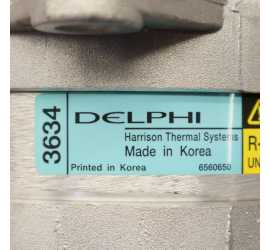 3634
DELPHI
Harrison Thermal Systems
Made in Korea
Printed in Korea 6560650
R-
UN